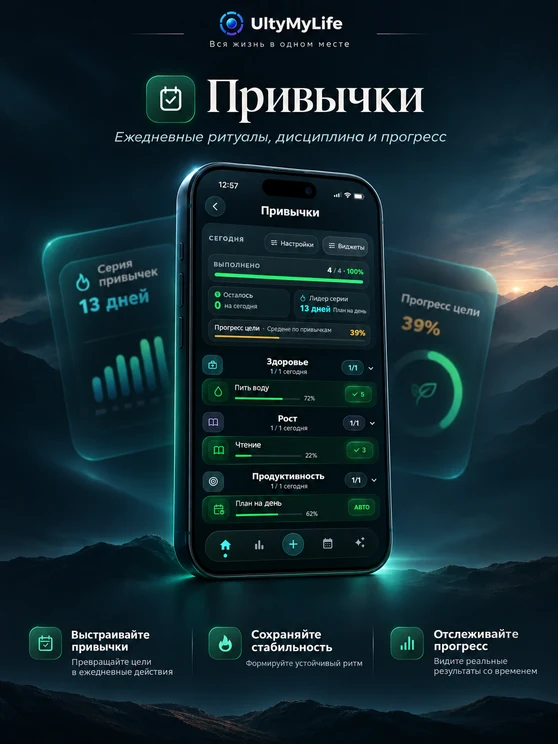 UltyMyLife
Вся жизнь в одном месте
Привычки
Ежедневные ритуалы, дисциплина и прогресс
Серия
привычек
13 дней
12:57
Привычки
СЕГОДНЯ
Настройки
Виджеты
ВЫПОЛНЕНО
4 / 4 · 100%
Осталось
0 на сегодня
Лидер серии
13 дней План на день
Прогресс цели · Средене по привычкам
39%
Здоровье
1 / 1 сегодня
1/1
Пить воду
72%
✓ 5
Рост
1 / 1 сегодня
1/1
Чтение
22%
✓ 3
Продуктивность
1 / 1 сегодня
1/1
План на день
62%
АВТО
Прогресс цели
39%
Выстраивайте
привычки
Превращайте цели
в ежедневные действия
Сохраняйте
стабильность
Формируйте устойчивый ритм
Отслеживайте
прогресс
Видите реальные
результаты со временем